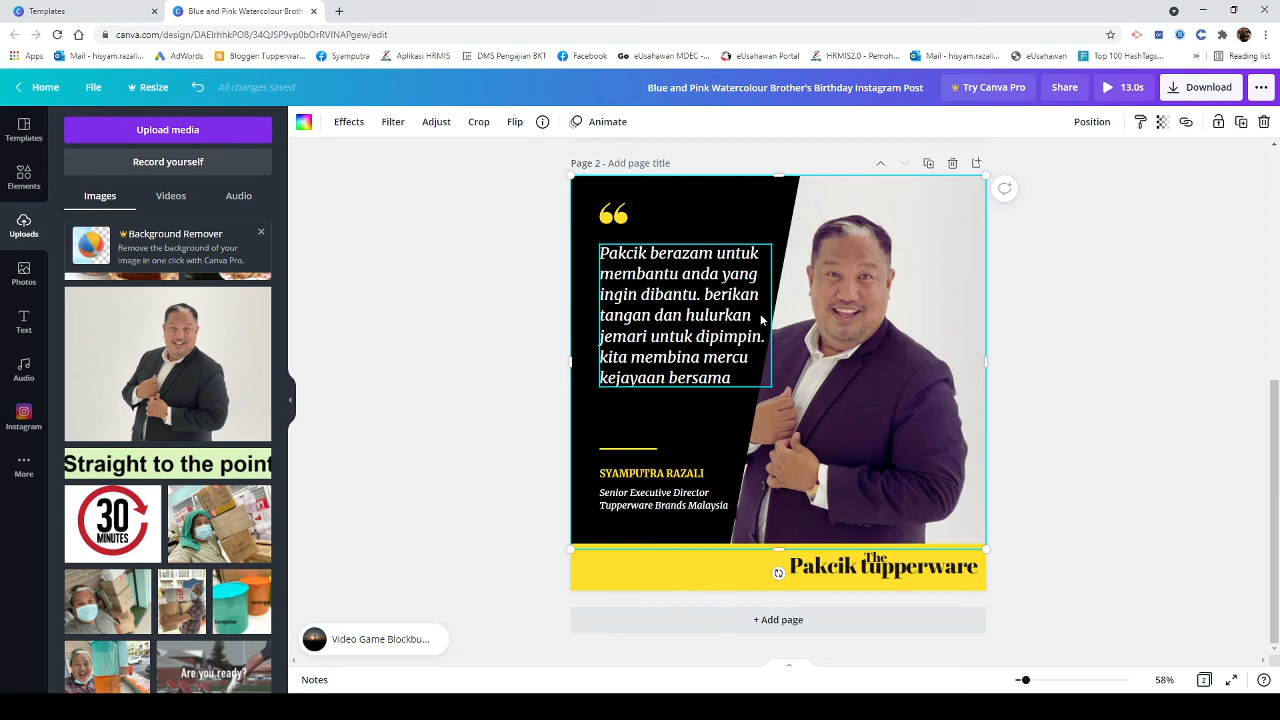 Templates
Blue and Pink Watercolour Broth
canva.com/design/DAElrhhkPO8/34QJSP9vp0bOrRVINAPgew/edit
Apps
Mail - hisyam.razali...
AdWords
Blogger: Tupperwar...
Syamputra
Aplikasi HRMIS
DMS Pengajian BKT
Facebook
eUsahawan MDEC -...
eUsahawan Portal
HRMIS2.0 - Pemoh...
Mail - hisyam.razali...
eUsahawan
Top 100 HashTags...
Reading list
Home
File
Resize
All changes saved
Blue and Pink Watercolour Brother's Birthday Instagram Post
Try Canva Pro
Share
13.0s
Download
Effects
Filter
Adjust
Crop
Flip
Animate
Position
Templates
Elements
Uploads
Photos
Text
Audio
Instagram
More
Upload media
Record yourself
Images
Videos
Audio
Background Remover
Remove the background of your
image in one click with Canva Pro.
Straight to the point
30
MINUTES
turquoise
orange
Are you ready?
Page 2 - Add page title
Pakcik berazam untuk
membantu anda yang
ingin dibantu. berikan
tangan dan hulurkan
jemari untuk dipimpin.
kita membina mercu
kejayaan bersama
SYAMPUTRA RAZALI
Senior Executive Director
Tupperware Brands Malaysia
The
Pakcik tupperware
+ Add page
Video Game Blockbu...
Notes
58%
2